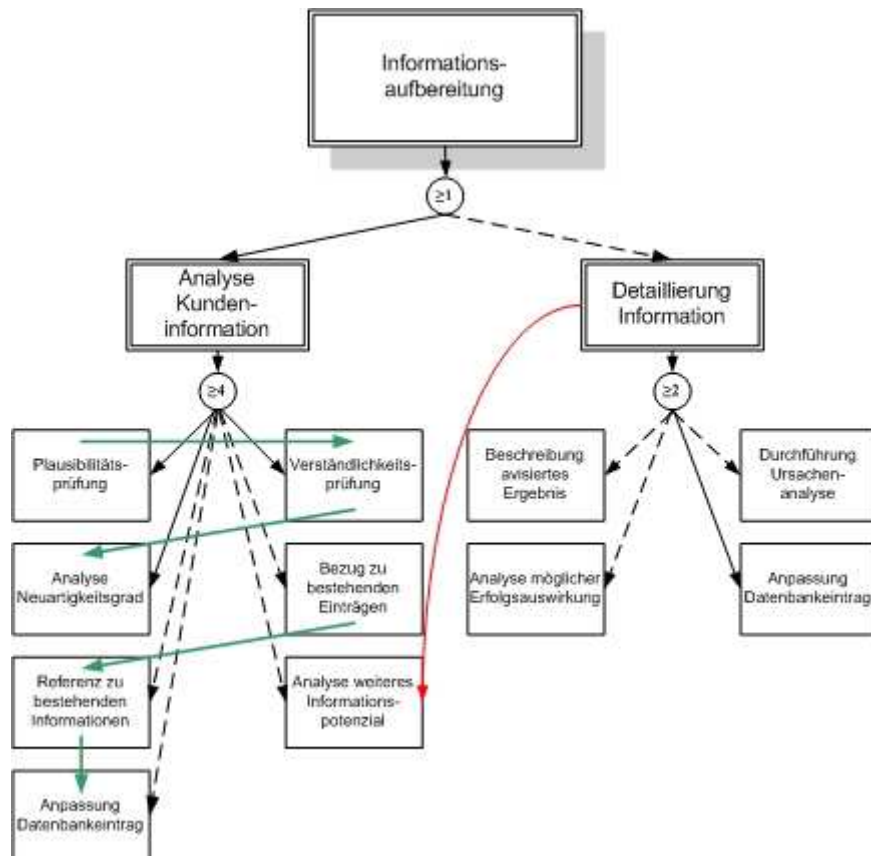 Informations-
aufbereitung
≥1
Analyse
Kunden-
information
Detaillierung
Information
≥4
≥2
Plausibilitäts-
prüfung
Verständlichkeits-
prüfung
Beschreibung
avisiertes
Ergebnis
Durchführung
Ursachen-
analyse
Analyse
Neuartigkeitsgrad
Bezug zu
bestehenden
Einträgen
Analyse möglicher
Erfolgsauswirkung
Anpassung
Datenbankeintrag
Referenz zu
bestehenden
Informationen
Analyse weiteres
Informations-
potenzial
Anpassung
Datenbankeintrag